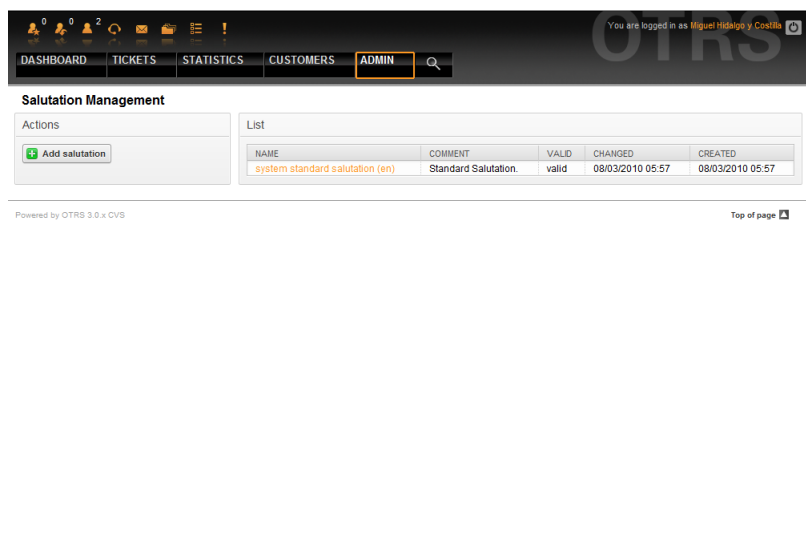 0 0 2
You are logged in as Miguel Hidalgo y Costilla
OTRS
DASHBOARD TICKETS STATISTICS CUSTOMERS ADMIN
Salutation Management
Actions
Add salutation
List
NAME COMMENT VALID CHANGED CREATED
system standard salutation (en) Standard Salutation. valid 08/03/2010 05:57 08/03/2010 05:57
Powered by OTRS 3.0.x CVS
Top of page